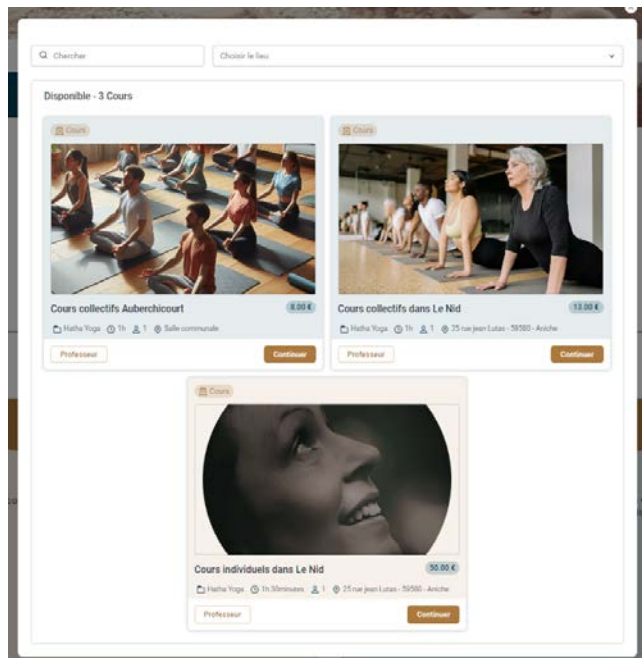 Chercher
Choisir le lieu
Disponible - 3 Cours
Cours
Cours
Cours collectifs Auberchicourt
8.00 €
Cours collectifs dans Le Nid
13.00 €
Hatha Yoga 1h 1 Salle communale
Hatha Yoga 1h 1 25 rue jean Lutas - 59580 - Aniche
Professeur
Continuer
Professeur
Continuer
Cours
Cours individuels dans Le Nid
50.00 €
Hatha Yoga 1h 30minutes 1 25 rue jean Lutas - 59580 - Aniche
Professeur
Continuer